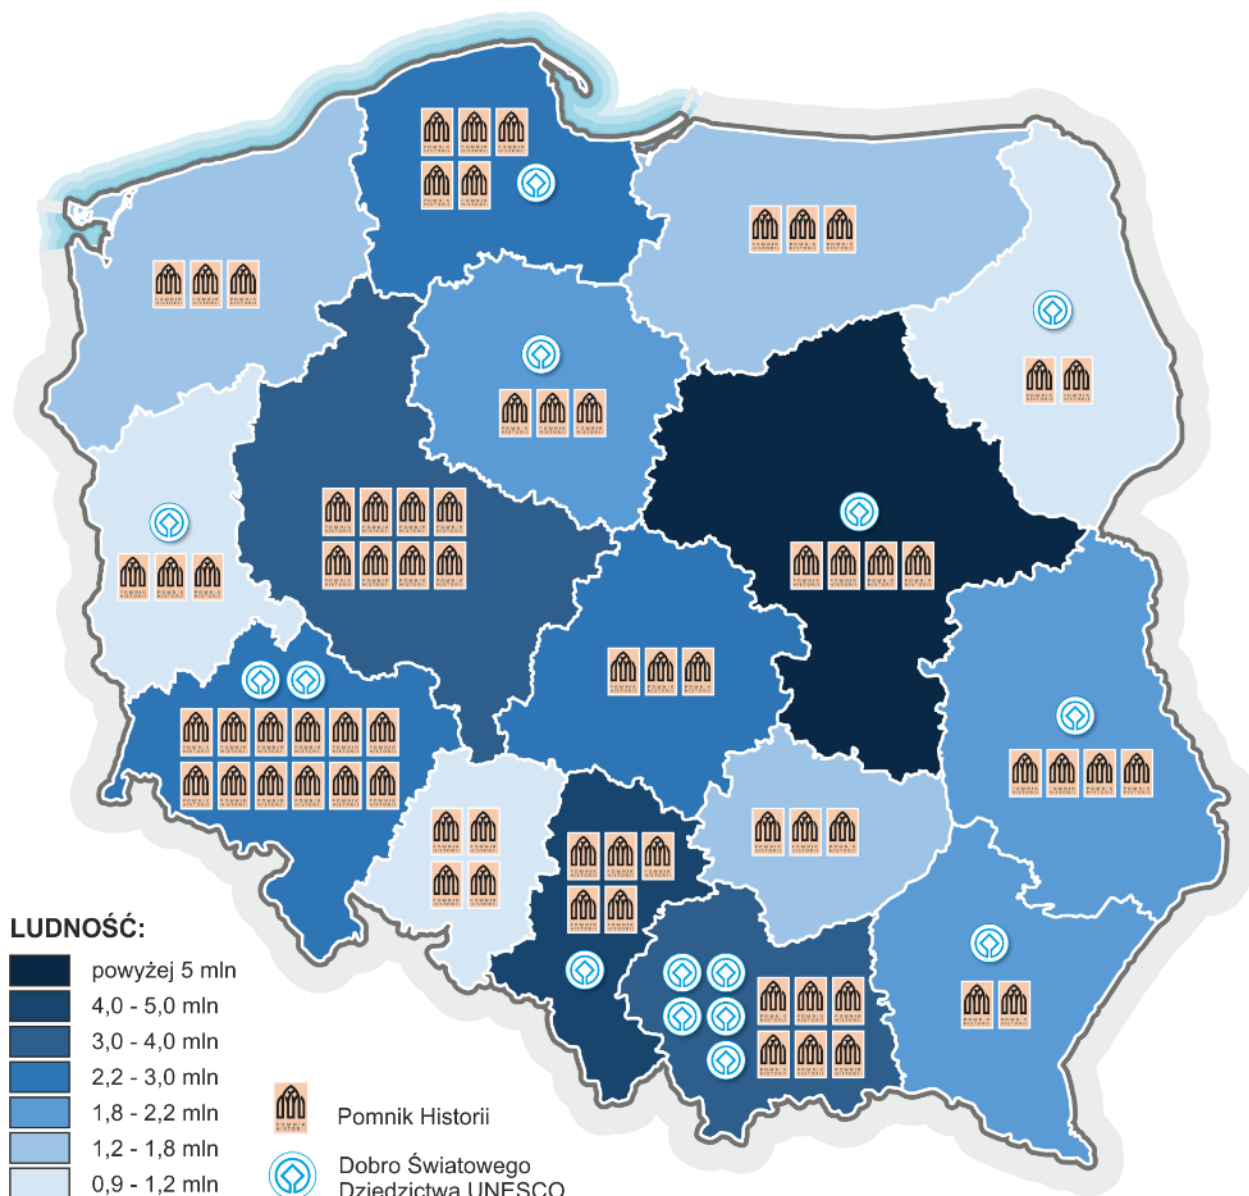 LUDNOŚĆ:
powyżej 5 mln
4,0 - 5,0 mln
3,0 - 4,0 mln
2,2 - 3,0 mln
1,8 - 2,2 mln
1,2 - 1,8 mln
0,9 - 1,2 mln
POMNIK
HISTORII
Pomnik Historii
Dobro Światowego
Dziedzictwa UNESCO